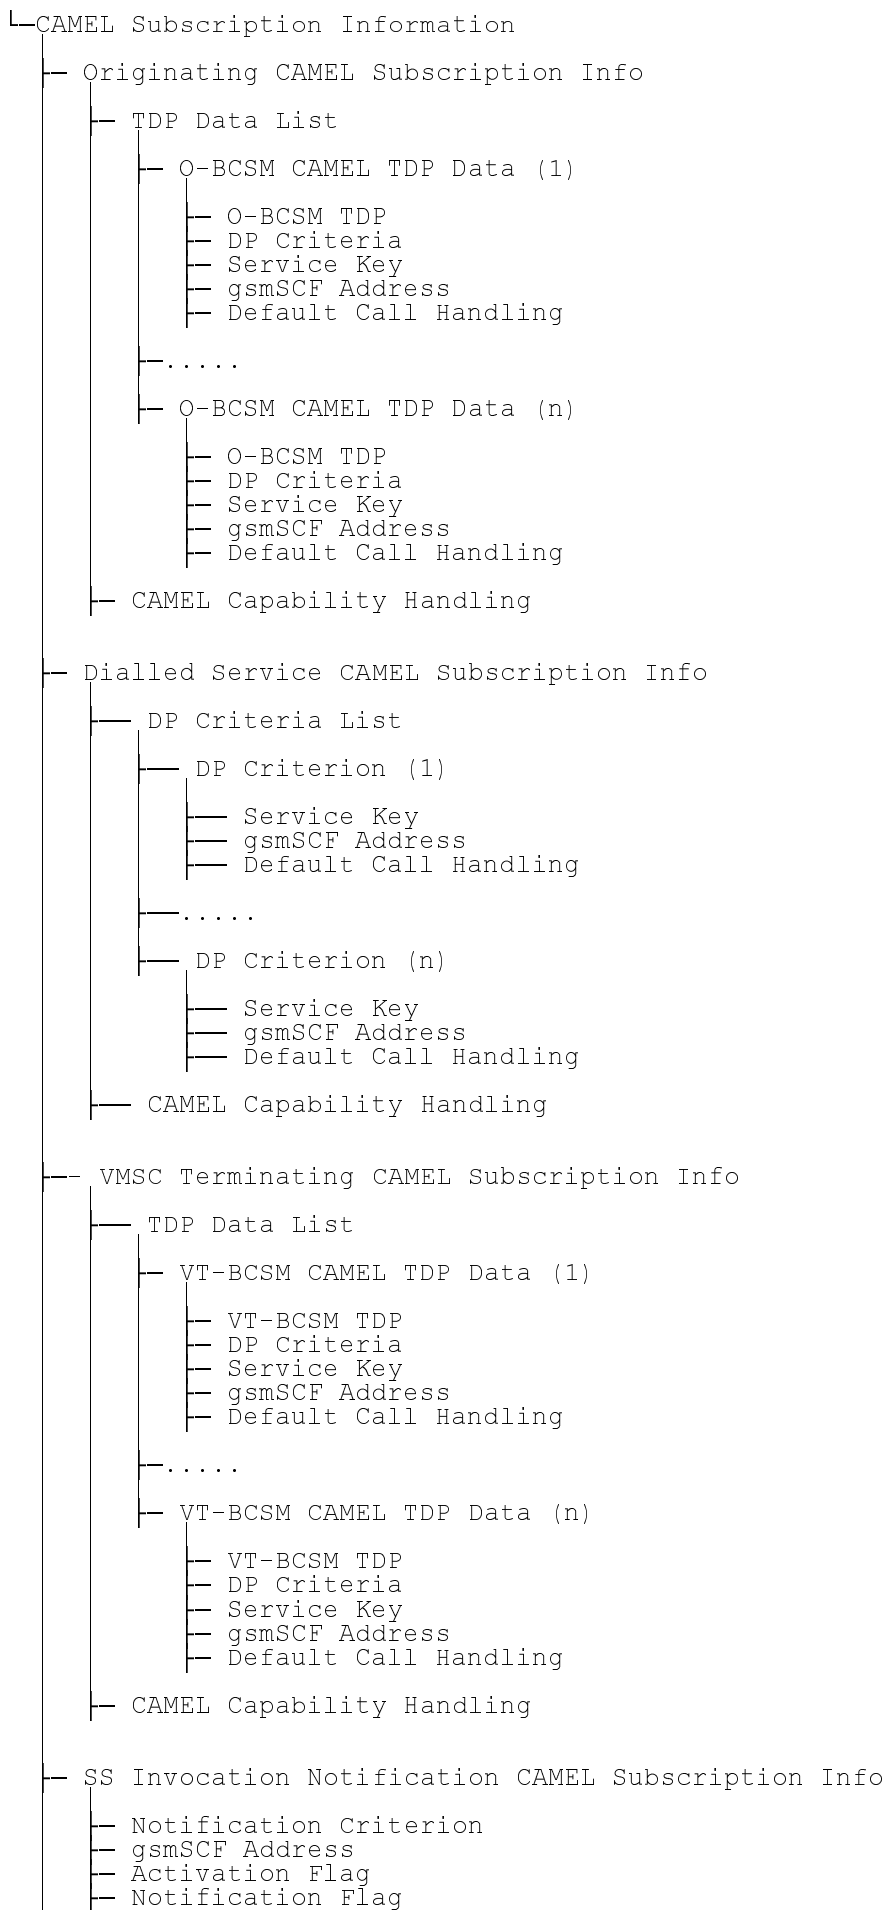 CAMEL Subscription Information
Originating CAMEL Subscription Info
TDP Data List
O-BCSM CAMEL TDP Data (1)
O-BCSM TDP
DP Criteria
Service Key
gsmSCF Address
Default Call Handling
.....
O-BCSM CAMEL TDP Data (n)
O-BCSM TDP
DP Criteria
Service Key
gsmSCF Address
Default Call Handling
CAMEL Capability Handling
Dialled Service CAMEL Subscription Info
DP Criteria List
DP Criterion (1)
Service Key
gsmSCF Address
Default Call Handling
.....
DP Criterion (n)
Service Key
gsmSCF Address
Default Call Handling
CAMEL Capability Handling
VMSC Terminating CAMEL Subscription Info
TDP Data List
VT-BCSM CAMEL TDP Data (1)
VT-BCSM TDP
DP Criteria
Service Key
gsmSCF Address
Default Call Handling
.....
VT-BCSM CAMEL TDP Data (n)
VT-BCSM TDP
DP Criteria
Service Key
gsmSCF Address
Default Call Handling
CAMEL Capability Handling
SS Invocation Notification CAMEL Subscription Info
Notification Criterion
gsmSCF Address
Activation Flag
Notification Flag